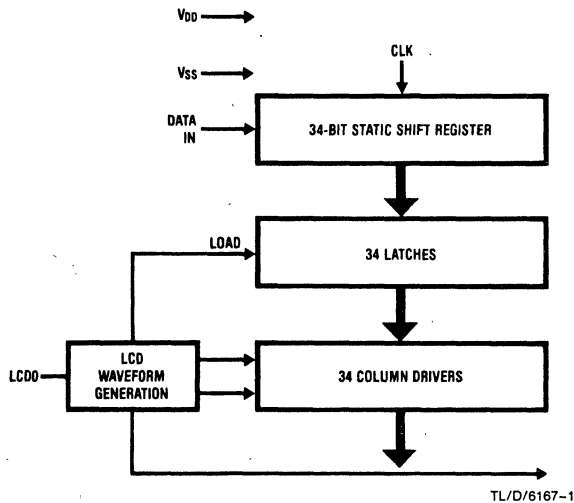 VDD
VSS
CLK
DATA
IN
34-BIT STATIC SHIFT REGISTER
LOAD
34 LATCHES
LCD0
LCD
WAVEFORM
GENERATION
34 COLUMN DRIVERS
TL/D/6167-1